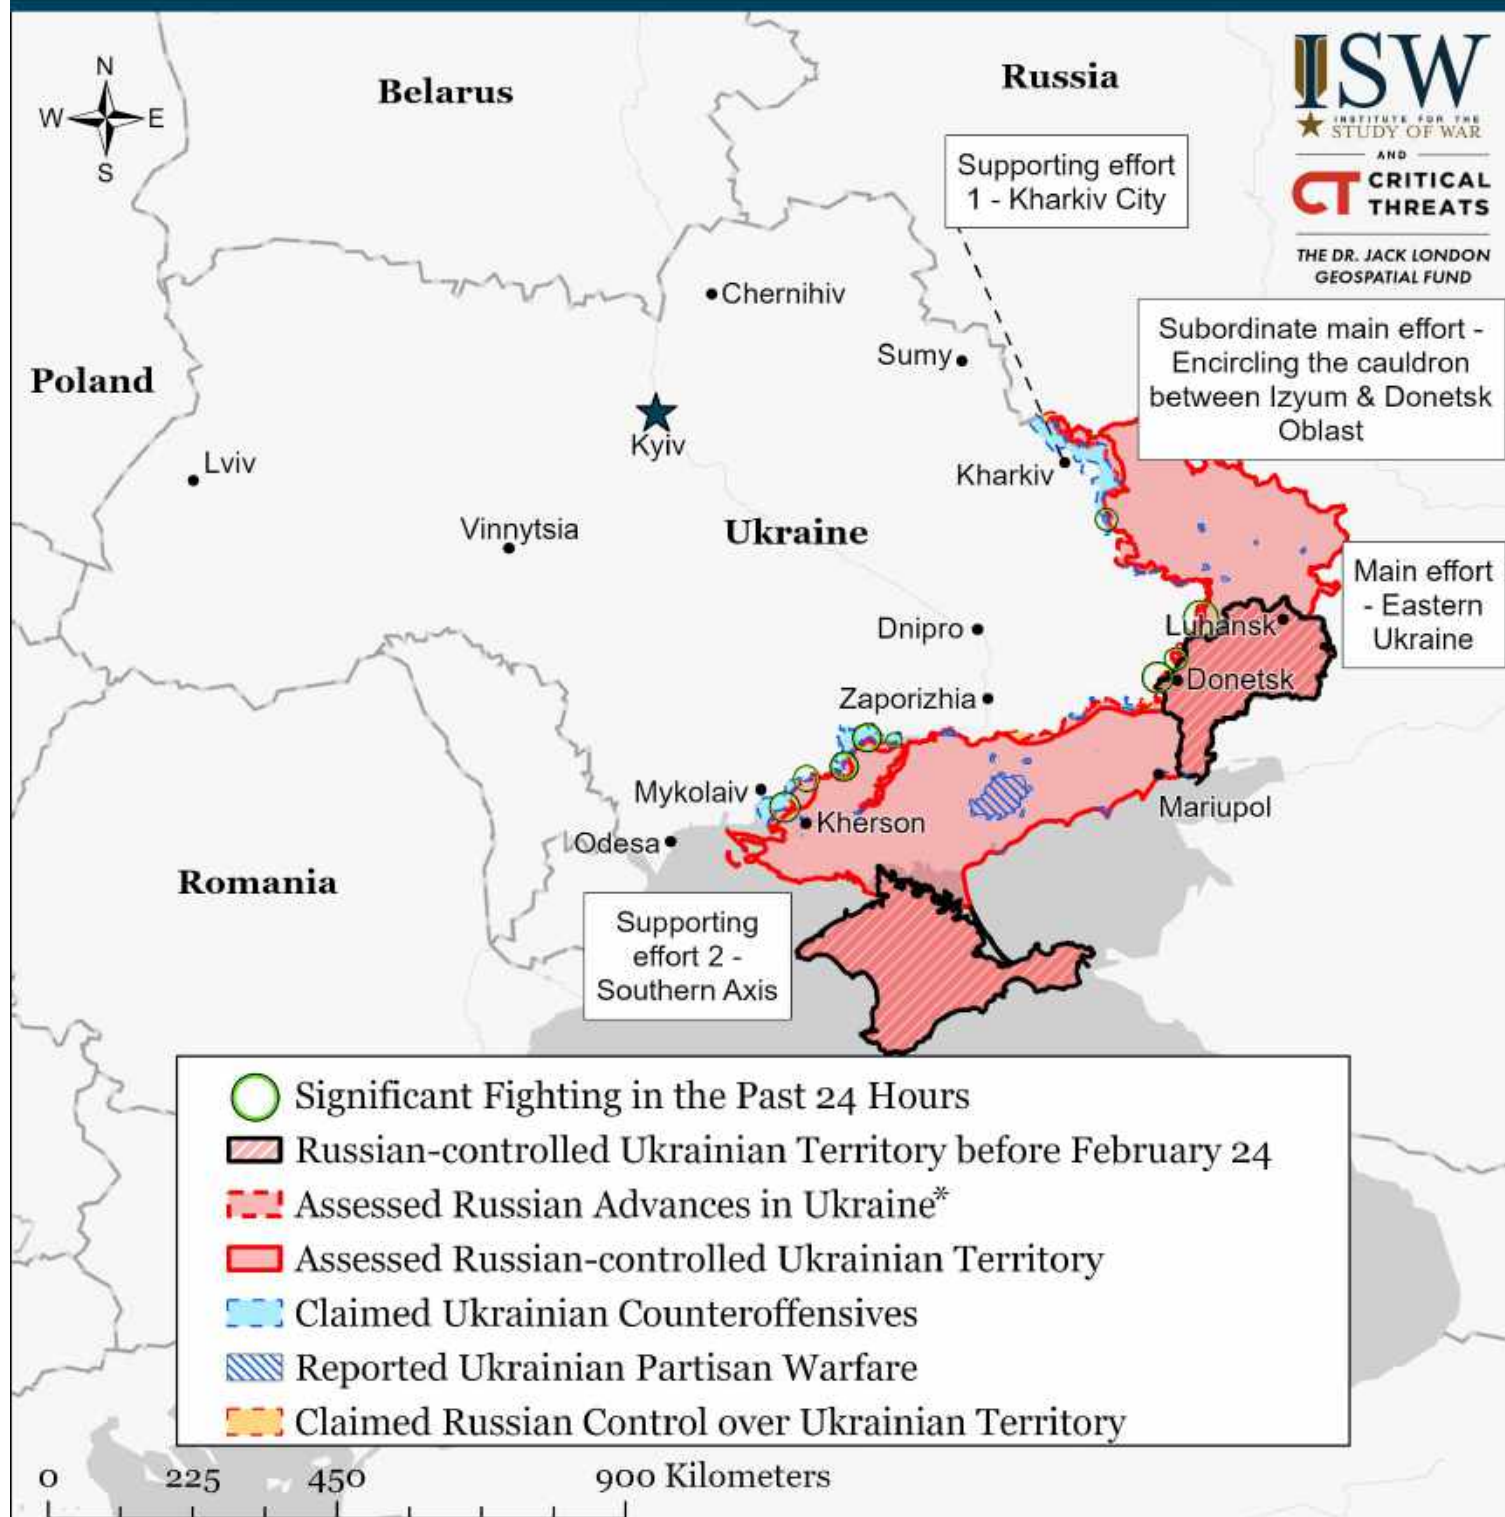 N
W
E
S
Belarus
Russia
ISW
INSTITUTE FOR THE
STUDY OF WAR
AND
CT CRITICAL
THREATS
THE DR. JACK LONDON
GEOSPATIAL FUND
Supporting effort
1 - Kharkiv City
Chernihiv
Subordinate main effort -
Encircling the cauldron
between Izyum & Donetsk
Oblast
Sumy
Poland
Kyiv
Lviv
Kharkiv
Vinnytsia
Ukraine
Main effort
- Eastern
Ukraine
Dnipro
Luhansk
Donetsk
Zaporizhia
Mykolaiv
Mariupol
Kherson
Odesa
Romania
Supporting
effort 2 -
Southern Axis
Significant Fighting in the Past 24 Hours
Russian-controlled Ukrainian Territory before February 24
Assessed Russian Advances in Ukraine*
Assessed Russian-controlled Ukrainian Territory
Claimed Ukrainian Counteroffensives
Reported Ukrainian Partisan Warfare
Claimed Russian Control over Ukrainian Territory
0 225 450 900 Kilometers